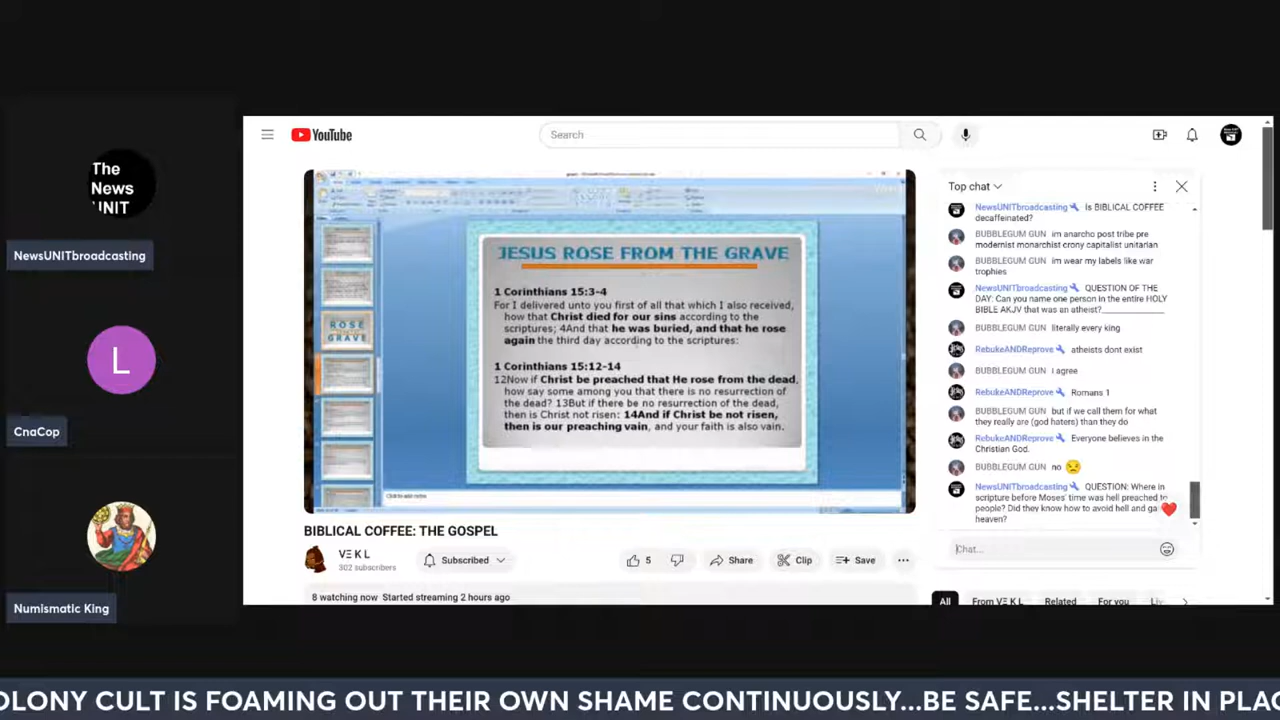 The
News
UNIT
NewsUNITbroadcasting
L
CnaCop
Numismatic King
YouTube
Search
JESUS ROSE FROM THE GRAVE
1 Corinthians 15:3-4
For I delivered unto you first of all that which I also received,
how that Christ died for our sins according to the
scriptures; 4And that he was buried, and that he rose
again the third day according to the scriptures:
1 Corinthians 15:12-14
12Now if Christ be preached that He rose from the dead,
how say some among you that there is no resurrection of
the dead? 13But if there be no resurrection of the dead,
then is Christ not risen: 14And if Christ be not risen,
then is our preaching vain, and your faith is also vain.
ROSE
GRAVE
Click to add notes
BIBLICAL COFFEE: THE GOSPEL
VΞ K L
302 subscribers
Subscribed
5
Share
Clip
Save
8 watching now Started streaming 2 hours ago
Top chat
NewsUNITbroadcasting is BIBLICAL COFFEE
decaffeinated?
BUBBLEGUM GUN im anarcho post tribe pre
modernist monarchist crony capitalist unitarian
BUBBLEGUM GUN im wear my labels like war
trophies
NewsUNITbroadcasting QUESTION OF THE
DAY: Can you name one person in the entire HOLY
BIBLE AKJV that was an atheist?__________
BUBBLEGUM GUN literally every king
RebukeANDReprove atheists dont exist
BUBBLEGUM GUN I agree
RebukeANDReprove Romans 1
BUBBLEGUM GUN but if we call them for what
they really are (god haters) than they do
RebukeANDReprove Everyone believes in the
Christian God.
BUBBLEGUM GUN no 😒
NewsUNITbroadcasting QUESTION: Where in
scripture before Moses' time was hell preached to
people? Did they know how to avoid hell and ga
heaven?
Chat...
All
From VΞ K L
Related
For you
Liv
OLONY CULT IS FOAMING OUT THEIR OWN SHAME CONTINUOUSLY...BE SAFE...SHELTER IN PLAC